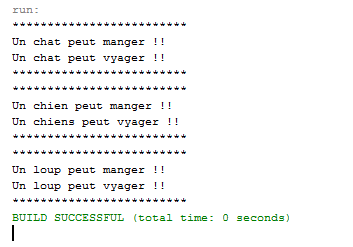 run:
*************************
Un chat peut manger !!
Un chat peut vyager !!
*************************
*************************
Un chien peut manger !!
Un chiens peut vyager !!
*************************
*************************
Un loup peut manger !!
Un loup peut vyager !!
*************************
BUILD SUCCESSFUL (total time: 0 seconds)